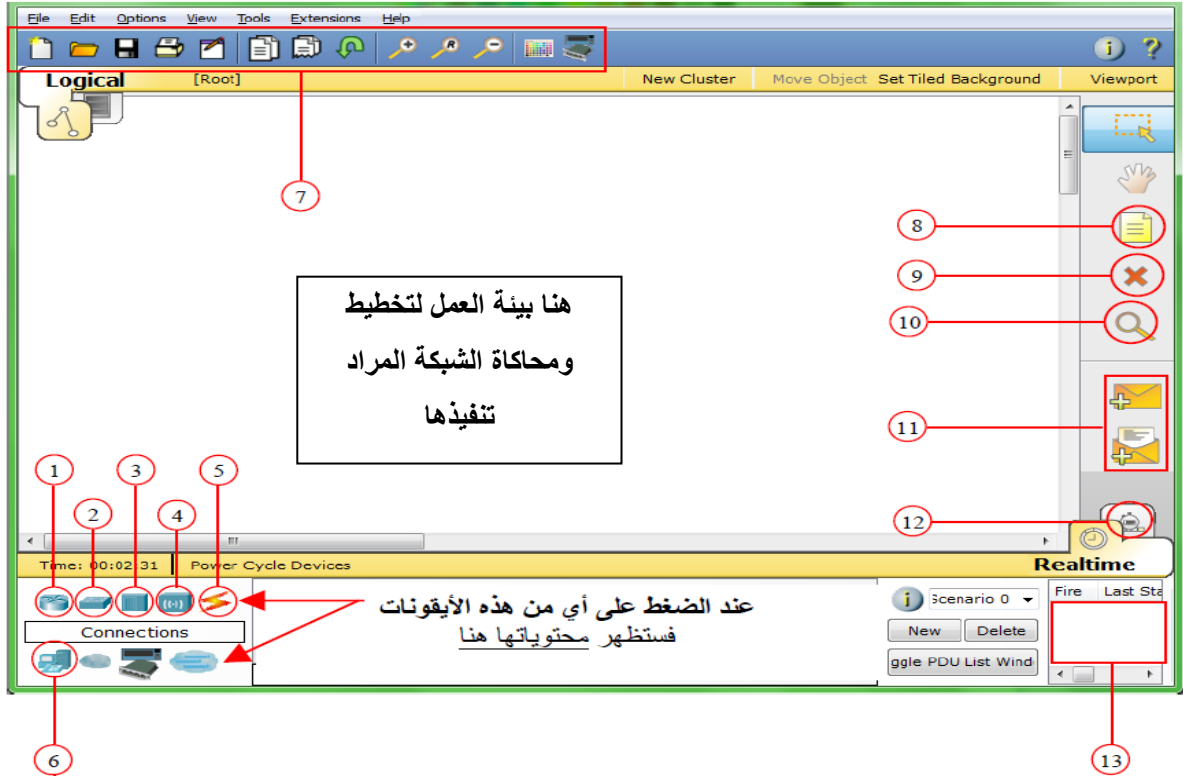 File Edit Options View Tools Extensions Help
Logical [Root] New Cluster Move Object Set Tiled Background Viewport
7
8
9
10
11
12
هنا بيئة العمل لتخطيط
ومحاكاة الشبكة المراد
تنفيذها
1 3 5
2 4
Time: 00:02:31 Power Cycle Devices Realtime
عند الضغط على أي من هذه الأيقونات
فستظهر محتوياتها هنا
Connections
Scenario 0
New Delete
ggle PDU List Wind
Fire Last Sta
6
13